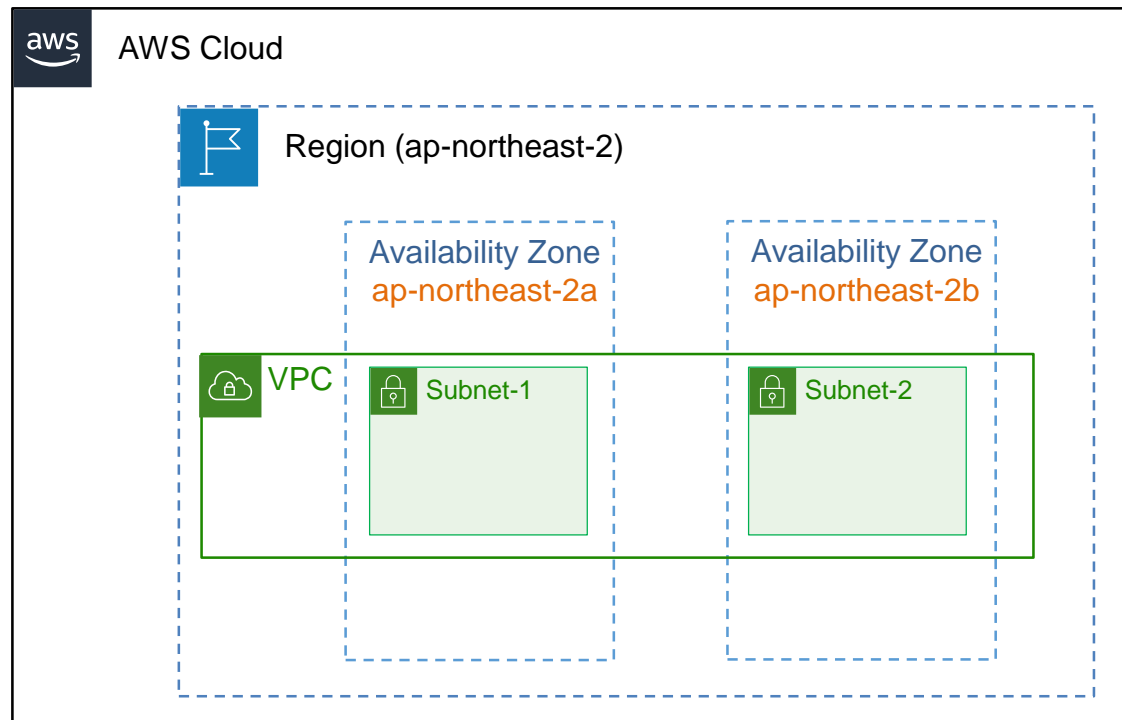 aws
AWS Cloud
Region (ap-northeast-2)
Availability Zone
ap-northeast-2a
Availability Zone
ap-northeast-2b
VPC
Subnet-1
Subnet-2